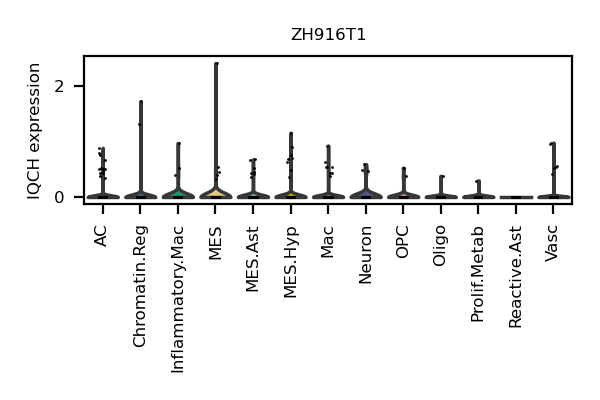 ZH916T1
IQCH expression
2
0
AC
Chromatin.Reg
Inflammatory.Mac
MES
MES.Ast
MES.Hyp
Mac
Neuron
OPC
Oligo
Prolif.Metab
Reactive.Ast
Vasc